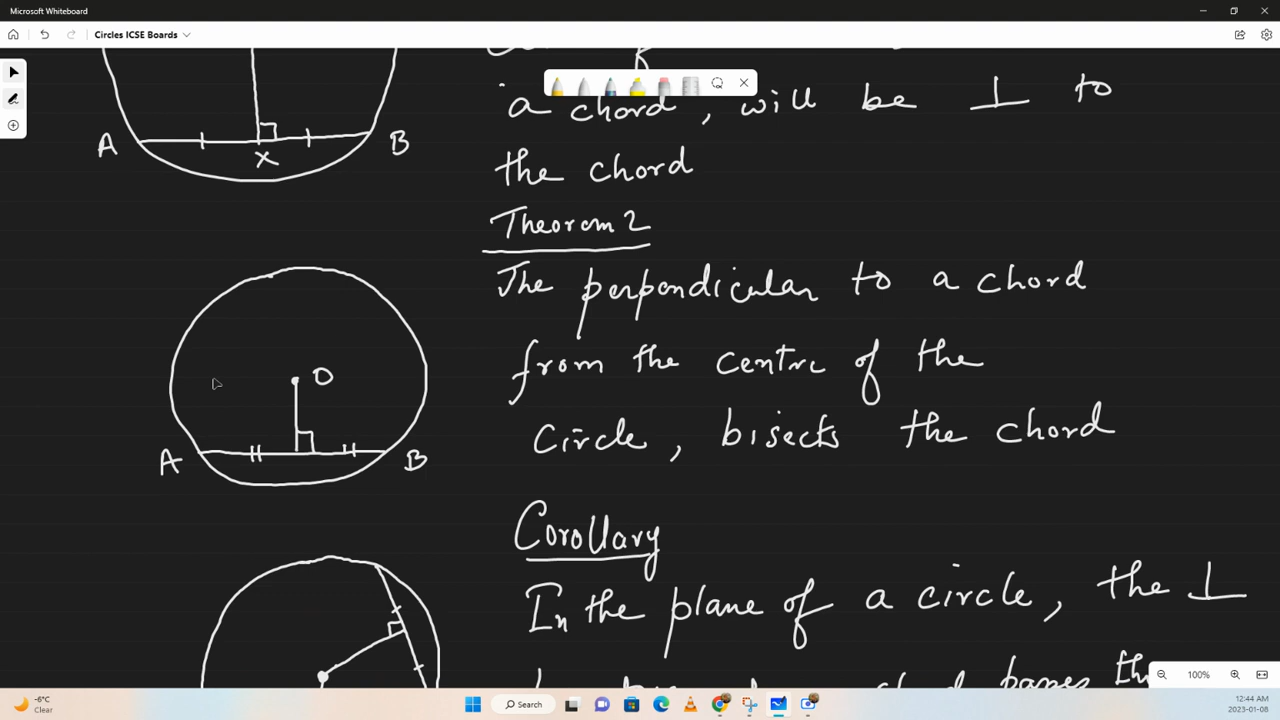 Microsoft Whiteboard
Circles ICSE Boards
a chord, will be ⊥ to
the chord
A
X
B
Theorem 2
The perpendicular to a chord
from the centre of the
circle, bisects the chord
O
A
B
Corollary
In the plane of a circle, the ⊥
chord passes
100%
-6°C
Clear
Search
12:44 AM
2023-01-08